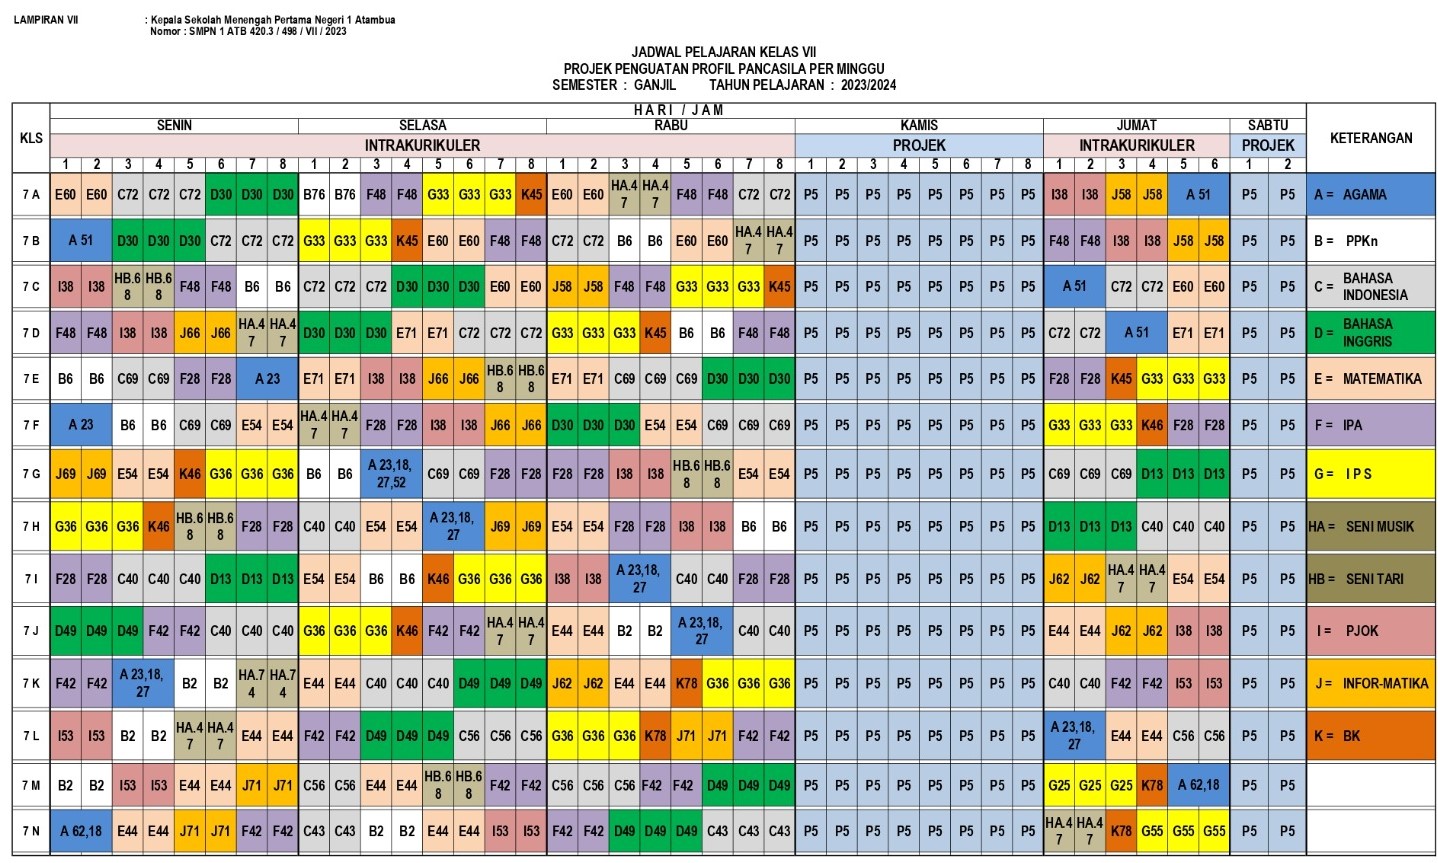 LAMPIRAN VII : Kepala Sekolah Menengah Pertama Negeri 1 Atambua
Nomor : SMPN 1 ATB 420.3 / 498 / VII / 2023
JADWAL PELAJARAN KELAS VII
PROJEK PENGUATAN PROFIL PANCASILA PER MINGGU
SEMESTER : GANJIL TAHUN PELAJARAN : 2023/2024
KLS HARI / JAM KETERANGAN
SENIN SELASA RABU KAMIS JUMAT SABTU
INTRAKURIKULER PROJEK INTRAKURIKULER PROJEK
1 2 3 4 5 6 7 8 1 2 3 4 5 6 7 8 1 2 3 4 5 6 7 8 1 2 3 4 5 6 7 8 1 2 3 4 5 6 1 2
7 A E60 E60 C72 C72 C72 D30 D30 D30 B76 B76 F48 F48 G33 G33 G33 K45 E60 E60 HA.47 HA.47 F48 F48 C72 C72 P5 P5 P5 P5 P5 P5 P5 P5 I38 I38 J58 J58 A 51 P5 P5 A = AGAMA
7 B A 51 D30 D30 D30 C72 C72 C72 G33 G33 G33 K45 E60 E60 F48 F48 C72 C72 B6 B6 E60 E60 HA.47 HA.47 P5 P5 P5 P5 P5 P5 P5 P5 F48 F48 I38 I38 J58 J58 P5 P5 B = PPKn
7 C I38 I38 HB.68 HB.68 F48 F48 B6 B6 C72 C72 C72 D30 D30 D30 E60 E60 J58 J58 F48 F48 G33 G33 G33 K45 P5 P5 P5 P5 P5 P5 P5 P5 A 51 C72 C72 E60 E60 P5 P5 C = BAHASA INDONESIA
7 D F48 F48 I38 I38 J66 J66 HA.47 HA.47 D30 D30 D30 E71 E71 C72 C72 C72 G33 G33 G33 K45 B6 B6 F48 F48 P5 P5 P5 P5 P5 P5 P5 P5 C72 C72 A 51 E71 E71 P5 P5 D = BAHASA INGGRIS
7 E B6 B6 C69 C69 F28 F28 A 23 E71 E71 I38 I38 J66 J66 HB.68 HB.68 E71 E71 C69 C69 C69 D30 D30 D30 P5 P5 P5 P5 P5 P5 P5 P5 F28 F28 K45 G33 G33 G33 P5 P5 E = MATEMATIKA
7 F A 23 B6 B6 C69 C69 E54 E54 HA.47 HA.47 F28 F28 I38 I38 J66 J66 D30 D30 D30 E54 E54 C69 C69 C69 P5 P5 P5 P5 P5 P5 P5 P5 G33 G33 G33 K46 F28 F28 P5 P5 F = IPA
7 G J69 J69 E54 E54 K46 G36 G36 G36 B6 B6 A 23,18, 27,52 C69 C69 F28 F28 F28 F28 I38 I38 HB.68 HB.68 E54 E54 P5 P5 P5 P5 P5 P5 P5 P5 C69 C69 C69 D13 D13 D13 P5 P5 G = I P S
7 H G36 G36 G36 K46 HB.68 HB.68 F28 F28 C40 C40 E54 E54 A 23,18, 27 J69 J69 E54 E54 F28 F28 I38 I38 B6 B6 P5 P5 P5 P5 P5 P5 P5 P5 D13 D13 D13 C40 C40 C40 P5 P5 HA = SENI MUSIK
7 I F28 F28 C40 C40 C40 D13 D13 D13 E54 E54 B6 B6 K46 G36 G36 G36 I38 I38 A 23,18, 27 C40 C40 F28 F28 P5 P5 P5 P5 P5 P5 P5 P5 J62 J62 HA.47 HA.47 E54 E54 P5 P5 HB = SENI TARI
7 J D49 D49 D49 F42 F42 C40 C40 C40 G36 G36 G36 K46 F42 F42 HA.47 HA.47 E44 E44 B2 B2 A 23,18, 27 C40 C40 P5 P5 P5 P5 P5 P5 P5 P5 E44 E44 J62 J62 I38 I38 P5 P5 I = PJOK
7 K F42 F42 A 23,18, 27 B2 B2 HA.74 HA.74 E44 E44 C40 C40 C40 D49 D49 D49 J62 J62 E44 E44 K78 G36 G36 G36 P5 P5 P5 P5 P5 P5 P5 P5 C40 C40 F42 F42 I53 I53 P5 P5 J = INFOR-MATIKA
7 L I53 I53 B2 B2 HA.47 HA.47 E44 E44 F42 F42 D49 D49 D49 C56 C56 C56 G36 G36 G36 K78 J71 J71 F42 F42 P5 P5 P5 P5 P5 P5 P5 P5 A 23,18, 27 E44 E44 C56 C56 P5 P5 K = BK
7 M B2 B2 I53 I53 E44 E44 J71 J71 C56 C56 E44 E44 HB.68 HB.68 F42 F42 C56 C56 C56 F42 F42 D49 D49 D49 P5 P5 P5 P5 P5 P5 P5 P5 G25 G25 G25 K78 A 62,18 P5 P5
7 N A 62,18 E44 E44 J71 J71 F42 F42 C43 C43 B2 B2 E44 E44 I53 I53 F42 F42 D49 D49 D49 C43 C43 C43 P5 P5 P5 P5 P5 P5 P5 P5 HA.47 HA.47 K78 G55 G55 G55 P5 P5